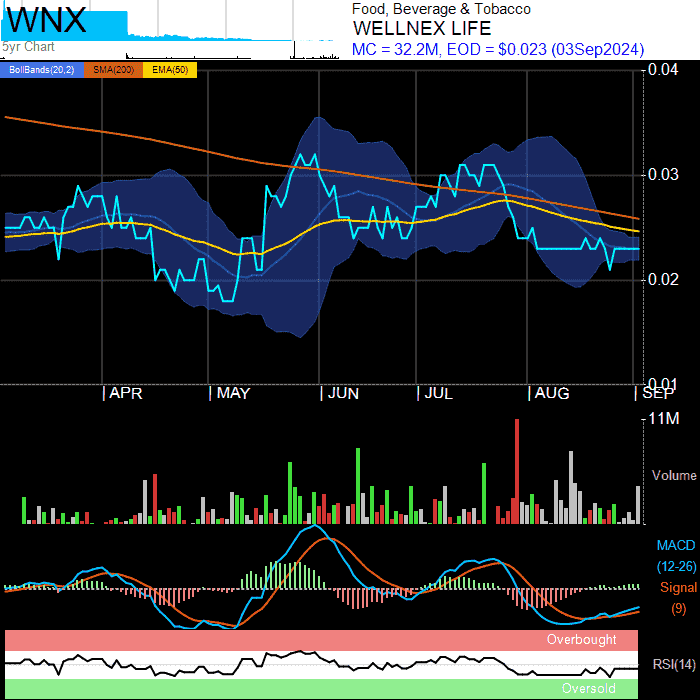 WNX
5yr Chart
Food, Beverage & Tobacco
WELLNEX LIFE
MC = 32.2M, EOD = $0.023 (03Sep2024)
BollBands(20,2) SMA(200) EMA(50)
0.04
0.03
0.02
0.01
APR MAY JUN JUL AUG SEP
11M
Volume
MACD
(12-26)
Signal
(9)
Overbought
RSI(14)
Oversold